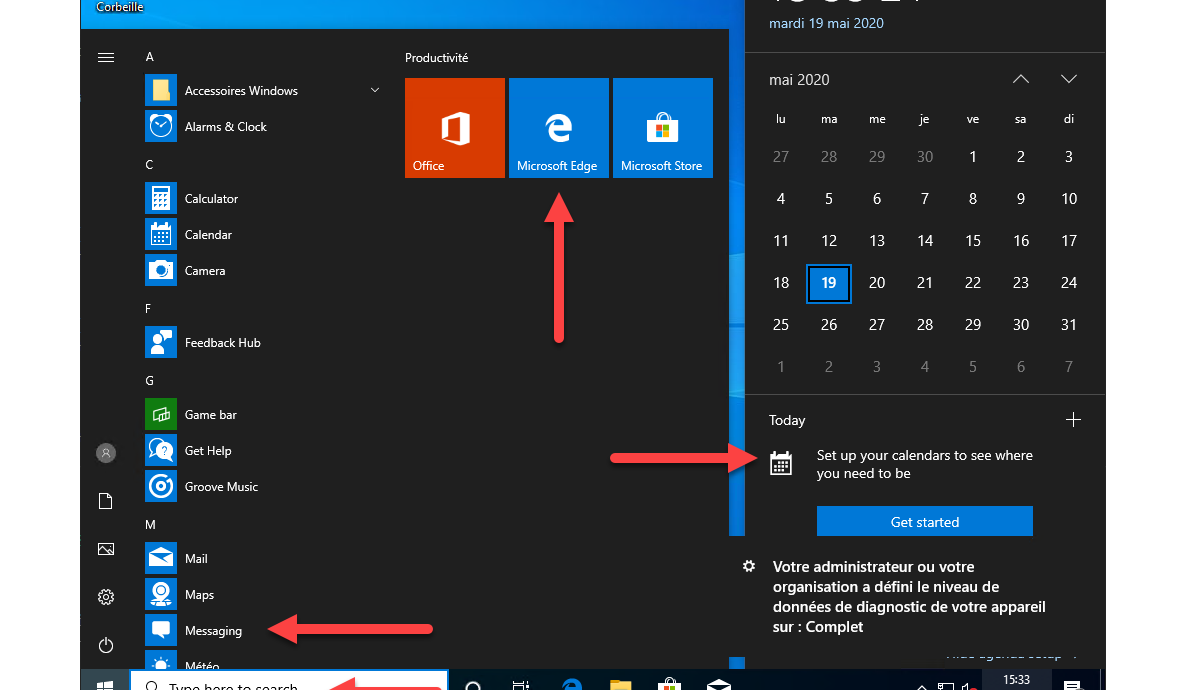 Corbeille
mardi 19 mai 2020
A
Accessoires Windows
Alarms & Clock
C
Calculator
Calendar
Camera
F
Feedback Hub
G
Game bar
Get Help
Groove Music
M
Mail
Maps
Messaging
Météo
Productivité
Office
Microsoft Edge
Microsoft Store
mai 2020
lu ma me je ve sa di
27 28 29 30 1 2 3
4 5 6 7 8 9 10
11 12 13 14 15 16 17
18 19 20 21 22 23 24
25 26 27 28 29 30 31
1 2 3 4 5 6 7
Today
Set up your calendars to see where
you need to be
Get started
Votre administrateur ou votre
organisation a défini le niveau de
données de diagnostic de votre appareil
sur : Complet
Type here to search
15:33